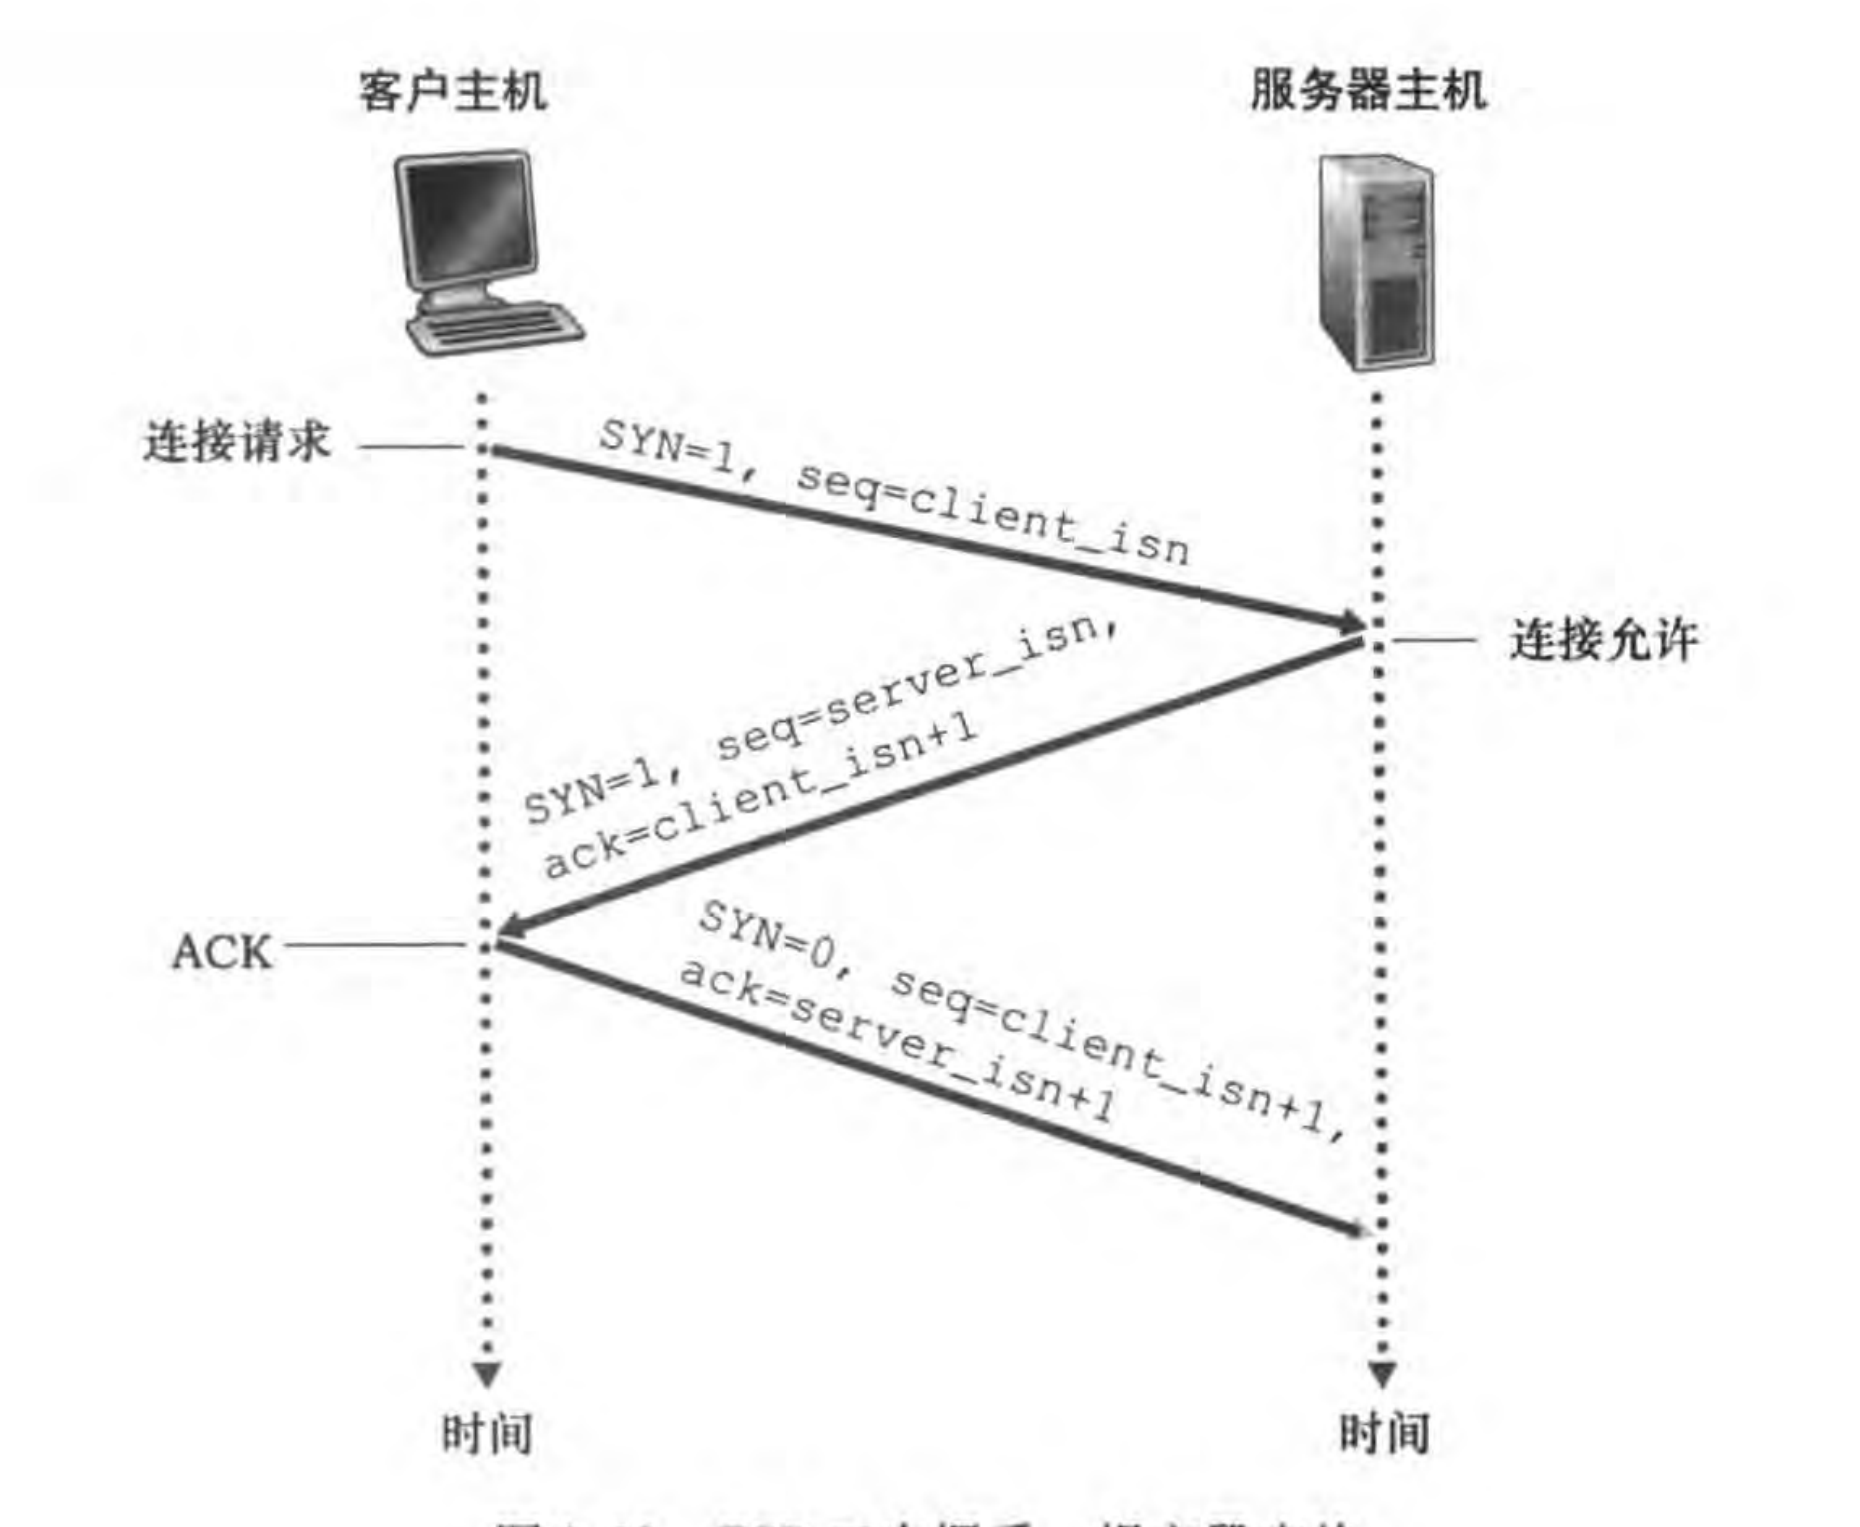 客户主机
服务器主机
连接请求
SYN=1, seq=client_isn
连接允许
SYN=1, seq=server_isn,
ack=client_isn+1
ACK
SYN=0, seq=client_isn+1,
ack=server_isn+1
时间
时间